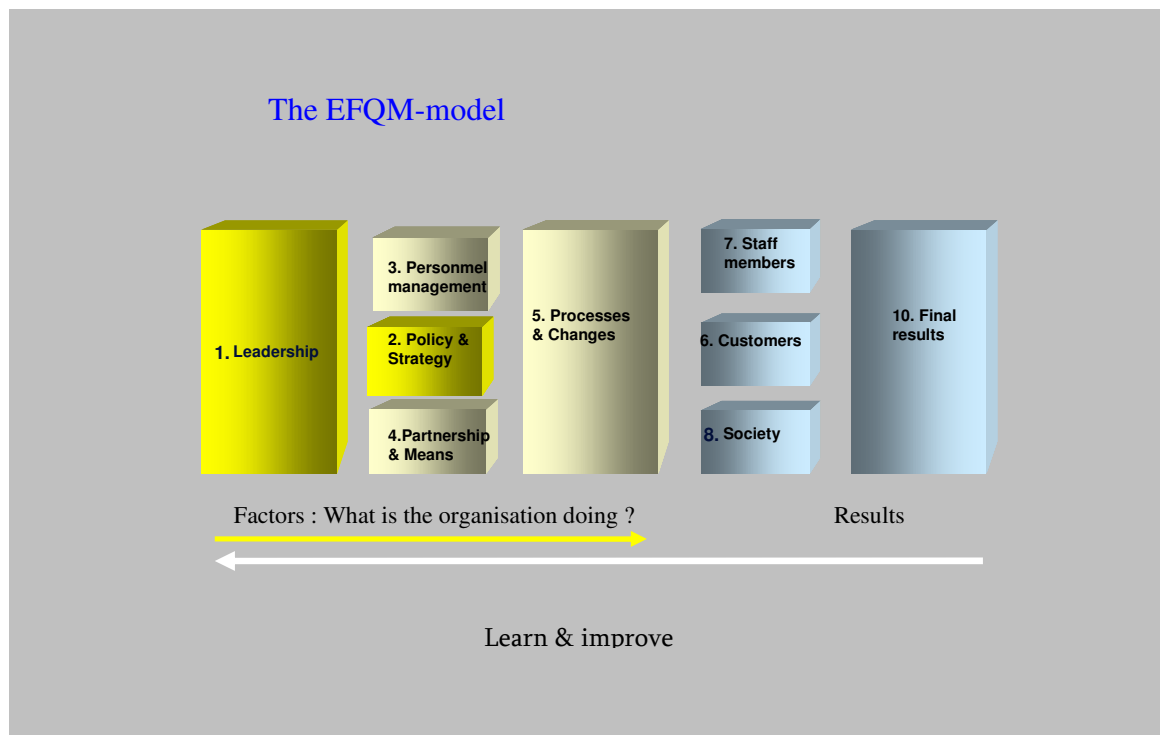 The EFQM-model
1. Leadership
3. Personmel
management
2. Policy &
Strategy
4.Partnership
& Means
5. Processes
& Changes
7. Staff
members
6. Customers
8. Society
10. Final
results
Factors : What is the organisation doing ?
Results
Learn & improve